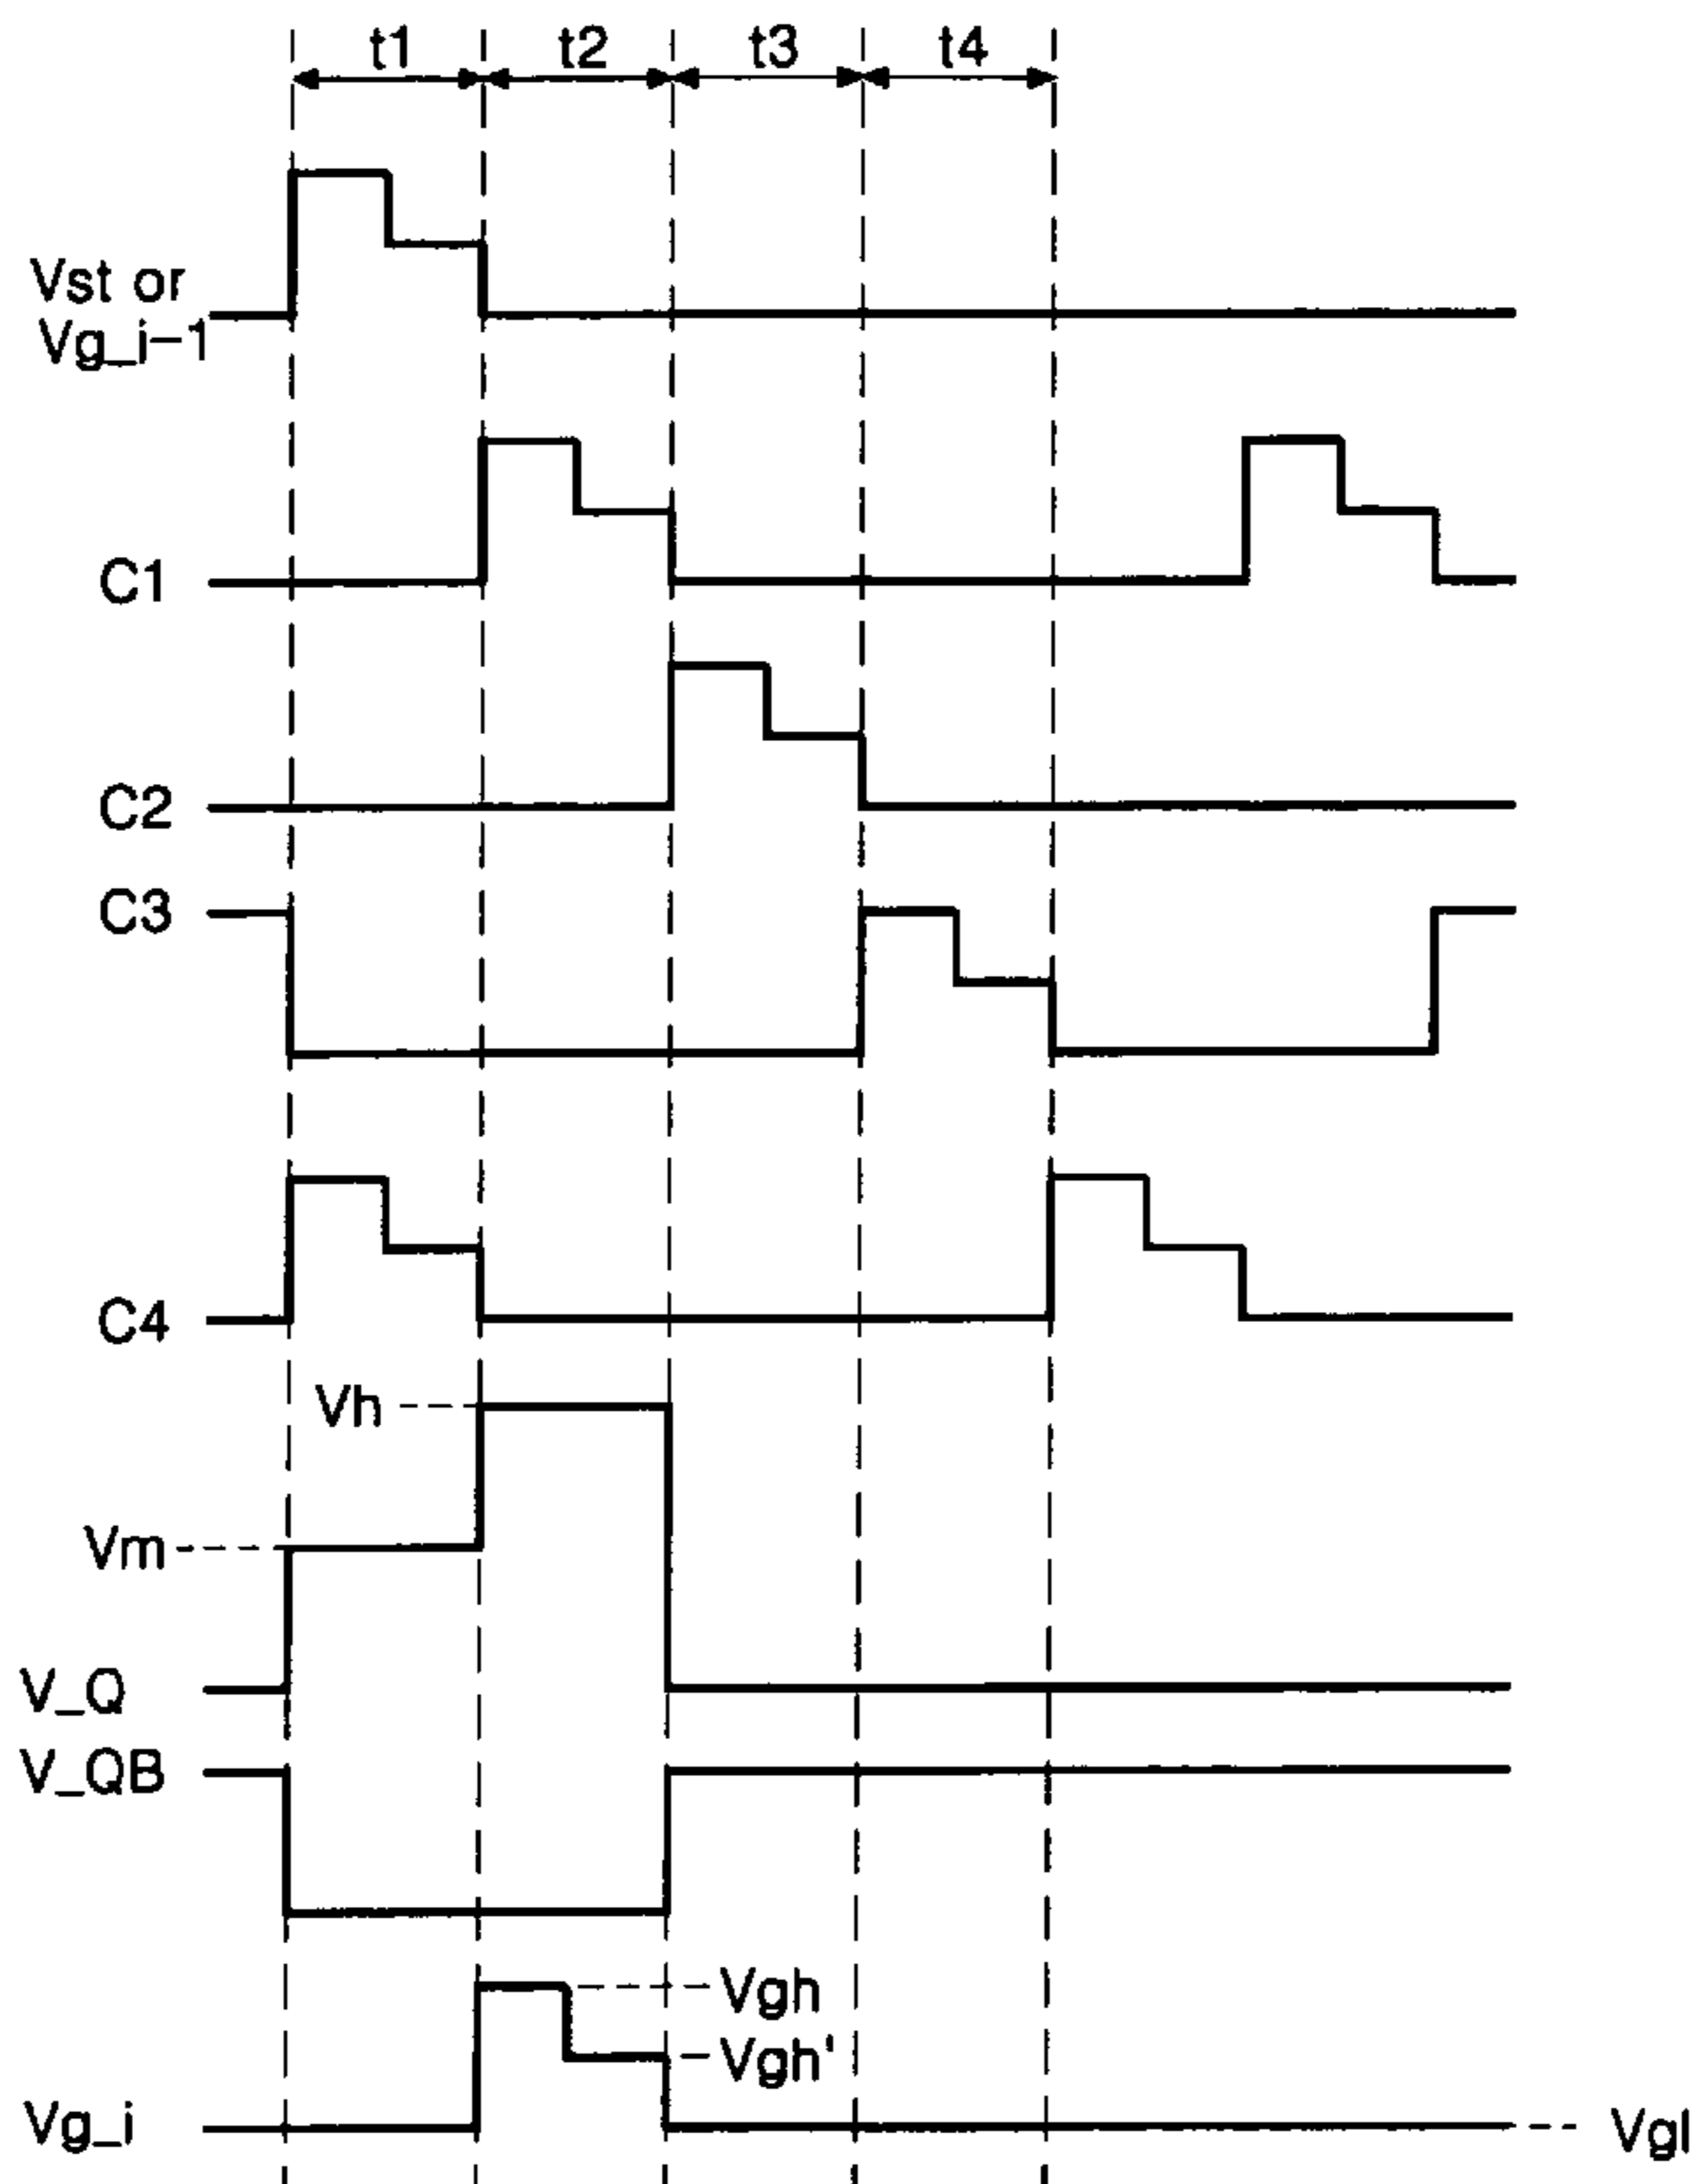 t1 t2 t3 t4
Vst or
Vg_i-1
C1
C2
C3
C4
Vh
Vm
V_Q
V_QB
Vgh
Vgh'
Vg_i
Vgl